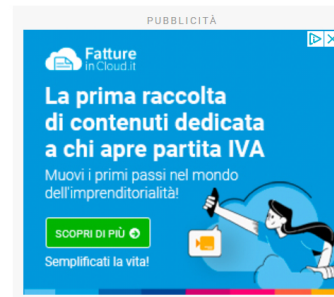 PUBBLICITÀ
Fatture
in Cloud.it
La prima raccolta
di contenuti dedicata
a chi apre partita IVA
Muovi i primi passi nel mondo
dell'imprenditorialità!
SCOPRI DI PIÙ
Semplificati la vita!